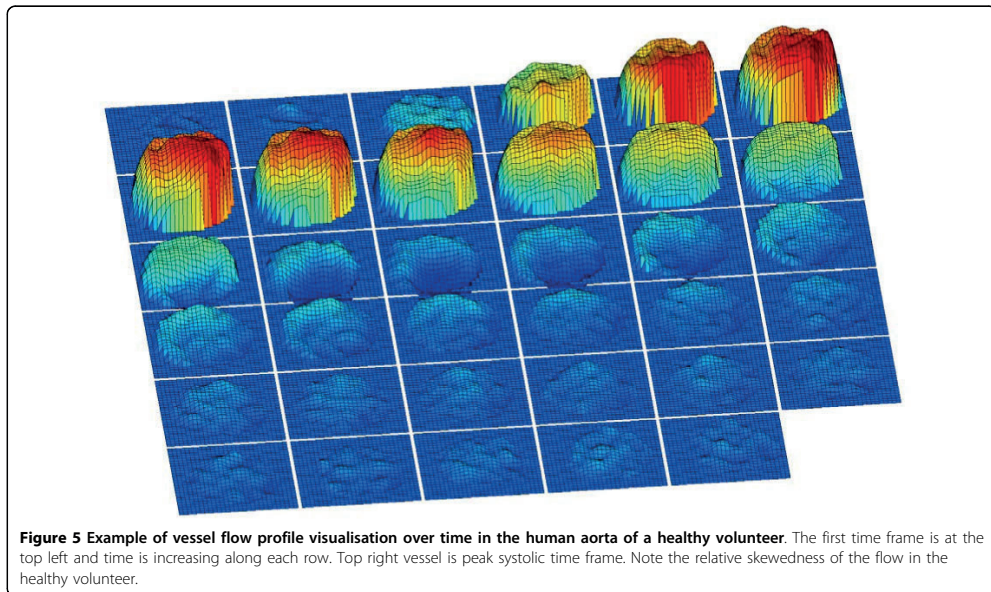 Figure 5 Example of vessel flow profile visualisation over time in the human aorta of a healthy volunteer. The first time frame is at the
top left and time is increasing along each row. Top right vessel is peak systolic time frame. Note the relative skewedness of the flow in the
healthy volunteer.